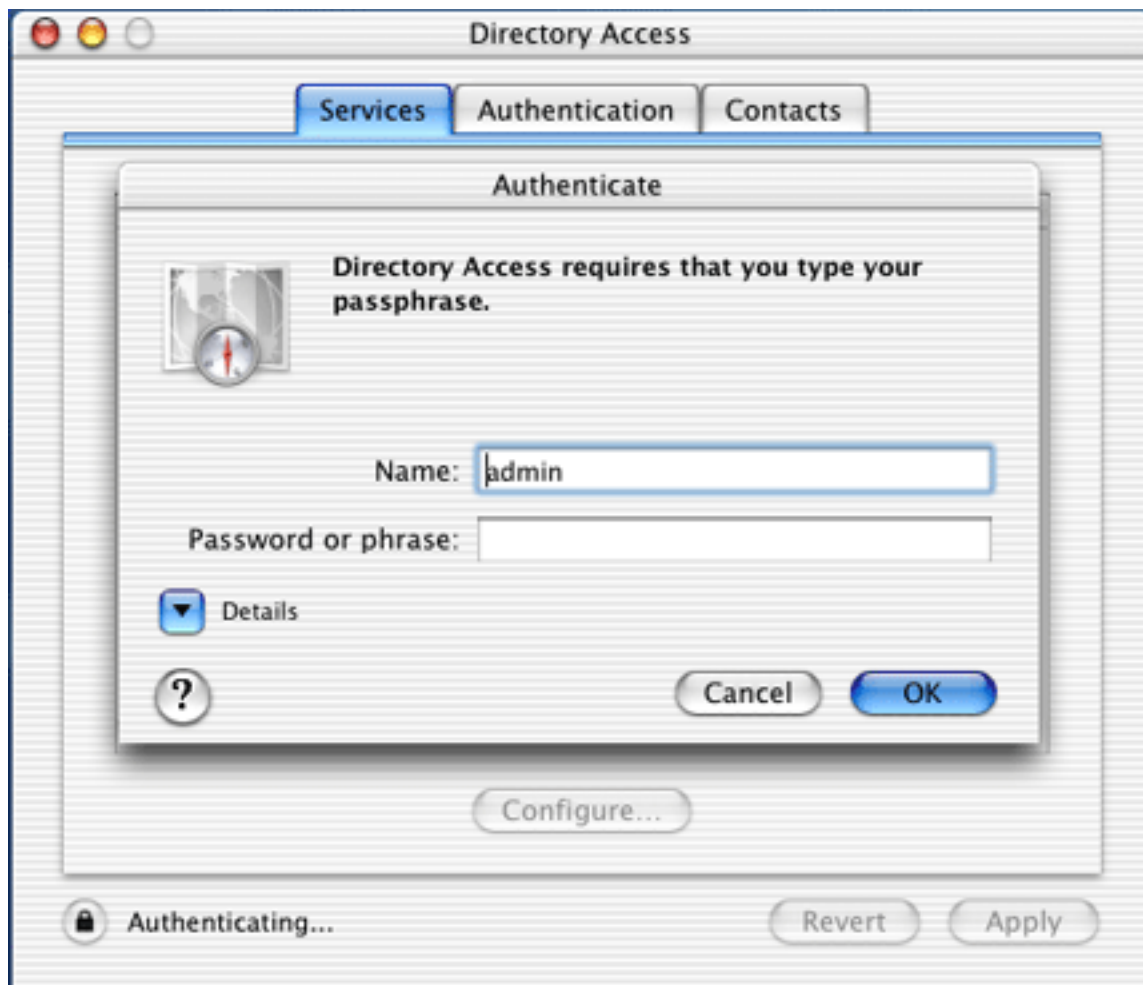 Directory Access
Services Authentication Contacts
Authenticate
Directory Access requires that you type your
passphrase.
Name: admin
Password or phrase:
Details
? Cancel OK
Configure...
Authenticating... Revert Apply